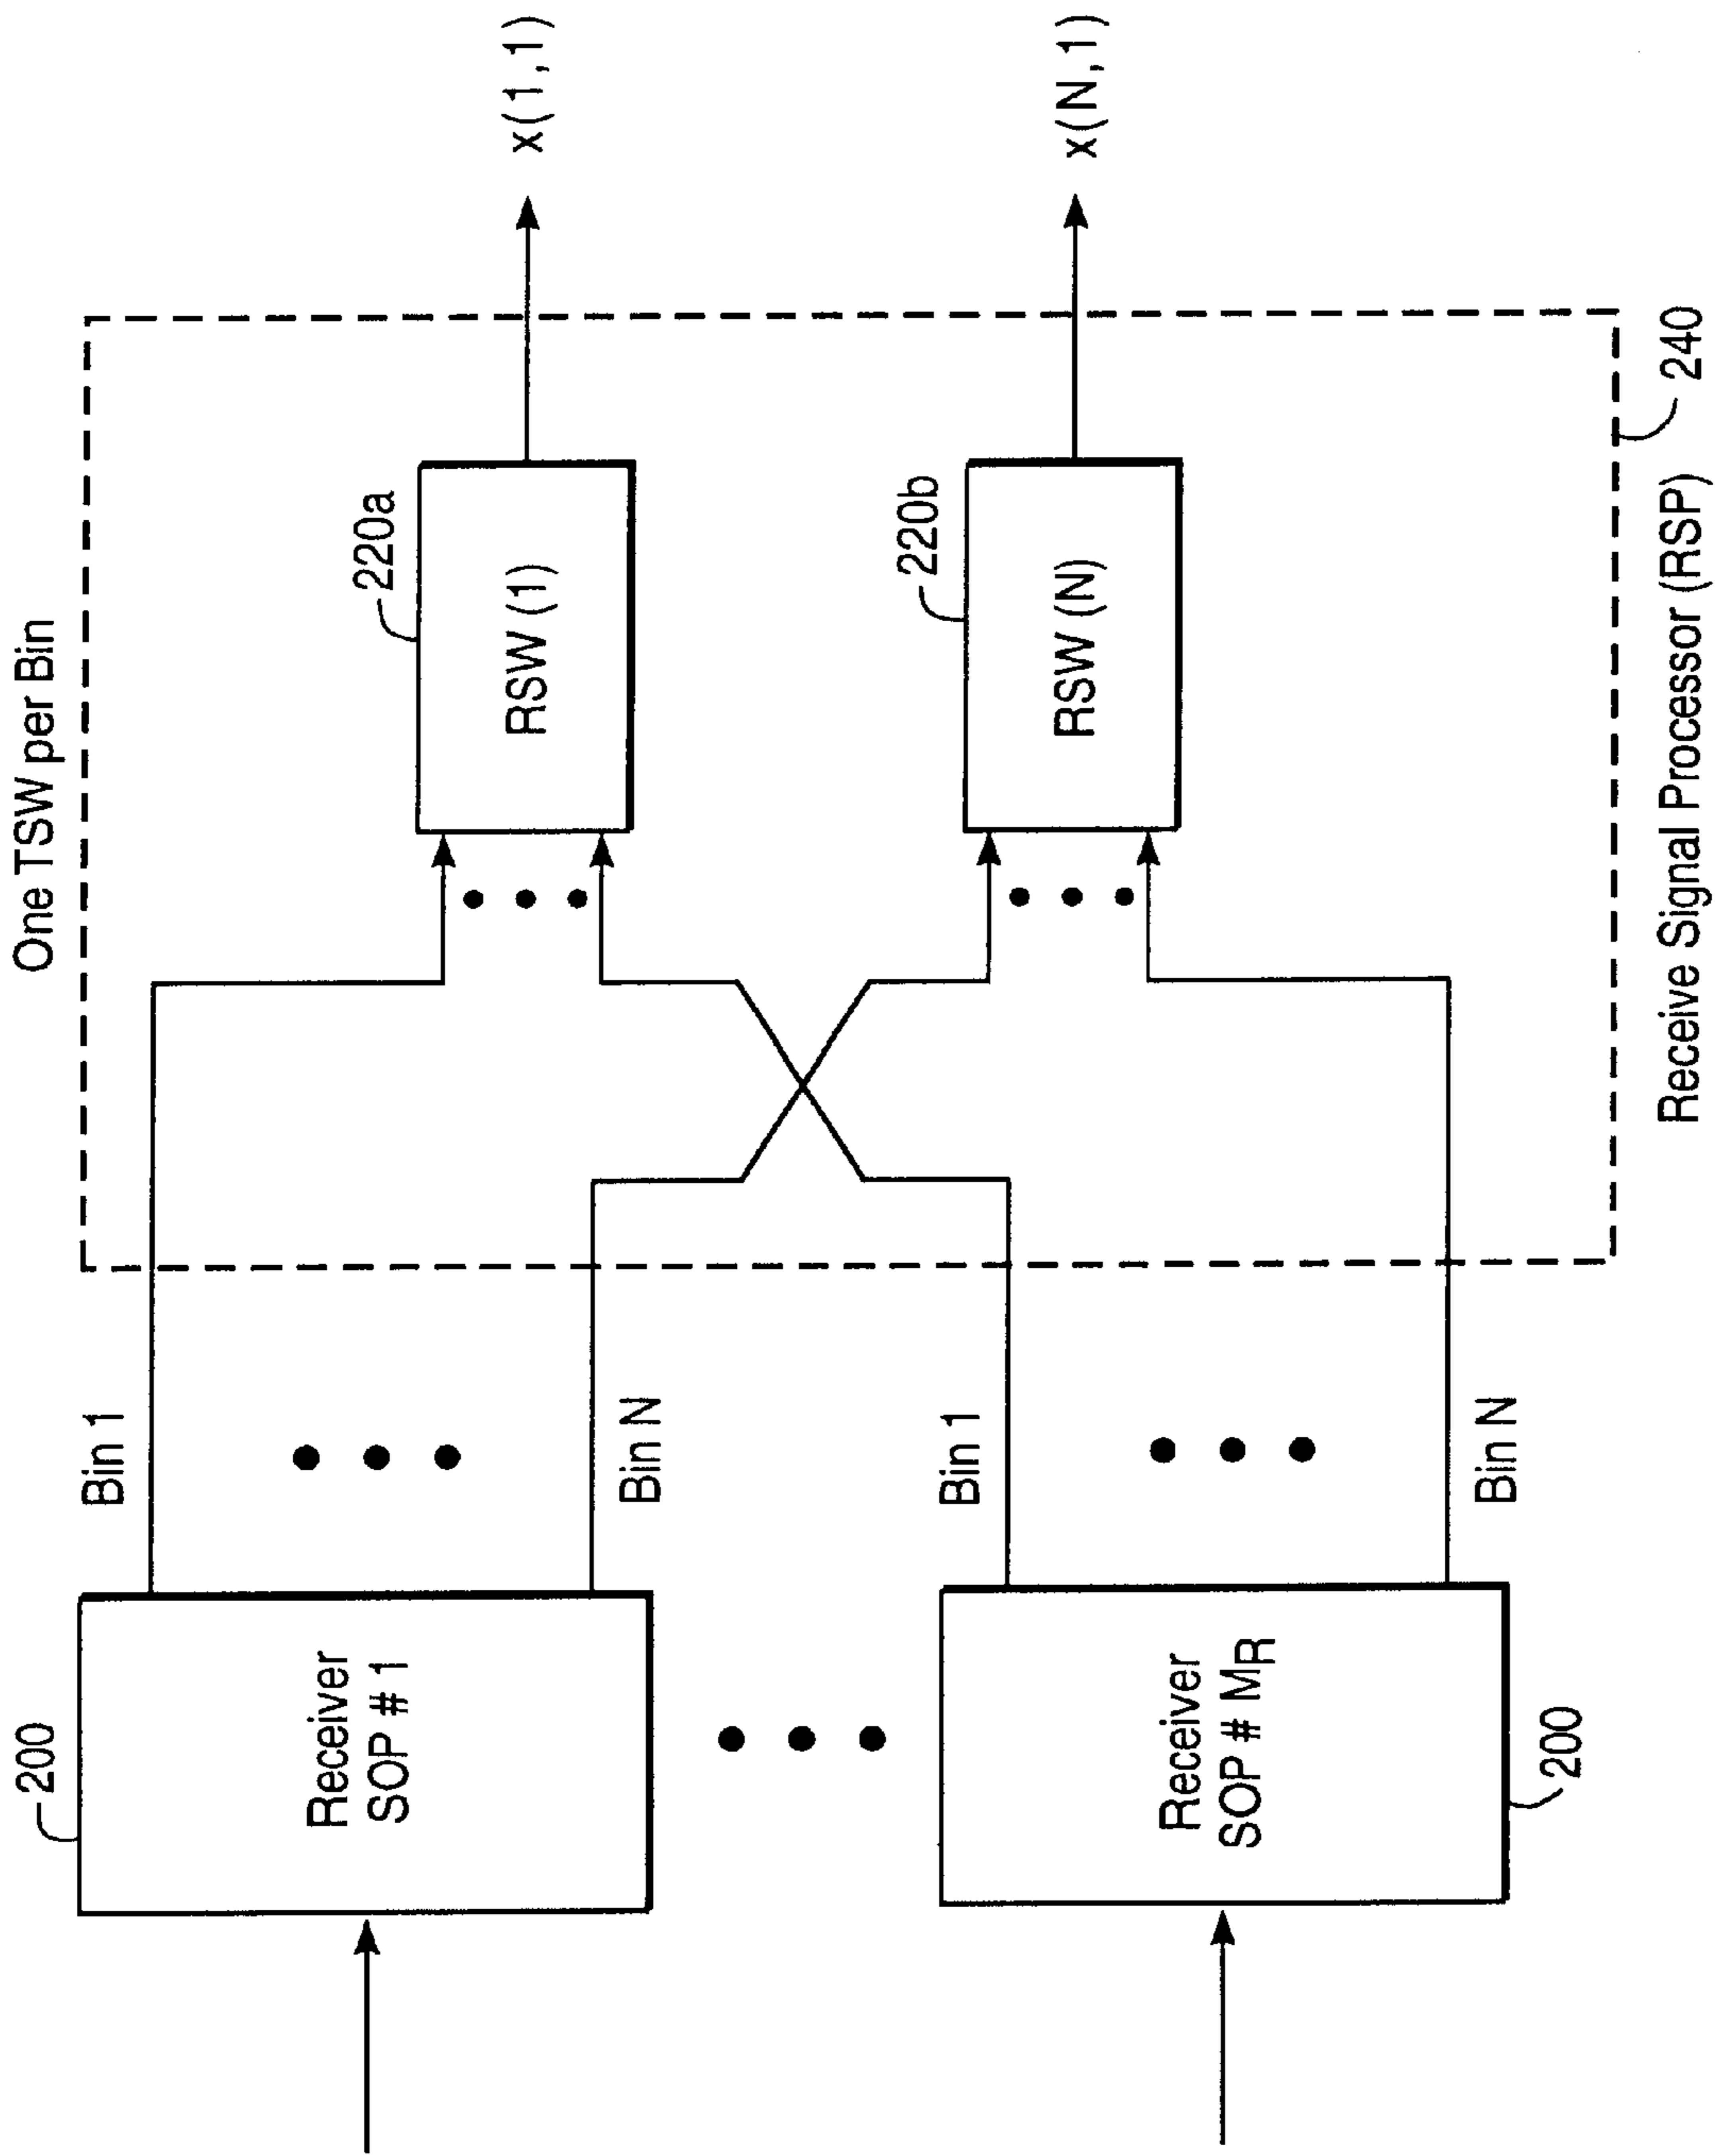 One TSW per Bin
200
Receiver
SOP # 1
Bin 1
Bin N
220a
RSW (1)
x(1,1)
Receiver
SOP # MR
200
Bin 1
Bin N
220b
RSW (N)
x(N,1)
240
Receive Signal Processor (RSP)